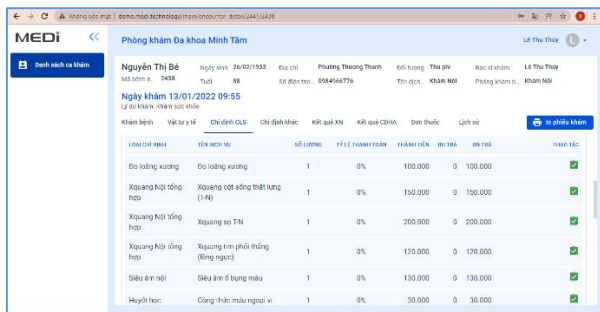 Không bảo mật | demo.medi.technology/main/encounter-detail/2441/2438
MEDi
Phòng khám Đa khoa Minh Tâm
Lê Thu Thủy
L
Danh sách ca khám
Nguyễn Thị Bé Ngày sinh 26/02/1933 Địa chỉ Phường Thượng Thanh Đối tượng Thu phí Bác sĩ khám Lê Thu Thủy
Mã bệnh n... 2438 Tuổi 88 Số điện tho... 0984966776 Tên dịch ... Khám Nội Phòng khám b... Khám Nội
Ngày khám 13/01/2022 09:55
Lý do khám: Khám sức khỏe
Khám bệnh Vật tư y tế Chỉ định CLS Chỉ định khác Kết quả XN Kết quả CDHA Đơn thuốc Lịch sử In phiếu khám
LOẠI CHỈ ĐỊNH TÊN DỊCH VỤ SỐ LƯỢNG TỶ LỆ THANH TOÁN THÀNH TIỀN BH TRẢ BN TRẢ THAO TÁC
Đo loãng xương Đo loãng xương 1 0% 100.000 0 100.000
Xquang Nội tổng hợp Xquang cột sống thắt lưng (T-N) 1 0% 150.000 0 150.000
Xquang Nội tổng hợp Xquang sọ T-N 1 0% 200.000 0 200.000
Xquang Nội tổng hợp Xquang tim phổi thẳng (lồng ngực) 1 0% 120.000 0 120.000
Siêu âm nội Siêu âm ổ bụng màu 1 0% 130.000 0 130.000
Huyết học Công thức máu ngoại vi 1 0% 30.000 0 30.000